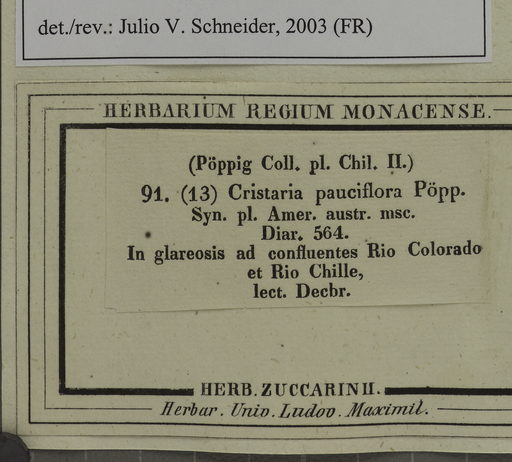 det./rev.: Julio V. Schneider, 2003 (FR)
HERBARIUM REGIUM MONACENSE.
(Pöppig Coll. pl. Chil. II.)
91. (13) Cristaria pauciflora Pöpp.
Syn. pl. Amer. austr. msc.
Diar. 564.
In glareosis ad confluentes Rio Colorado
et Rio Chille,
lect. Decbr.
HERB. ZUCCARINII.
Herbar. Univ. Ludov. Maximil.